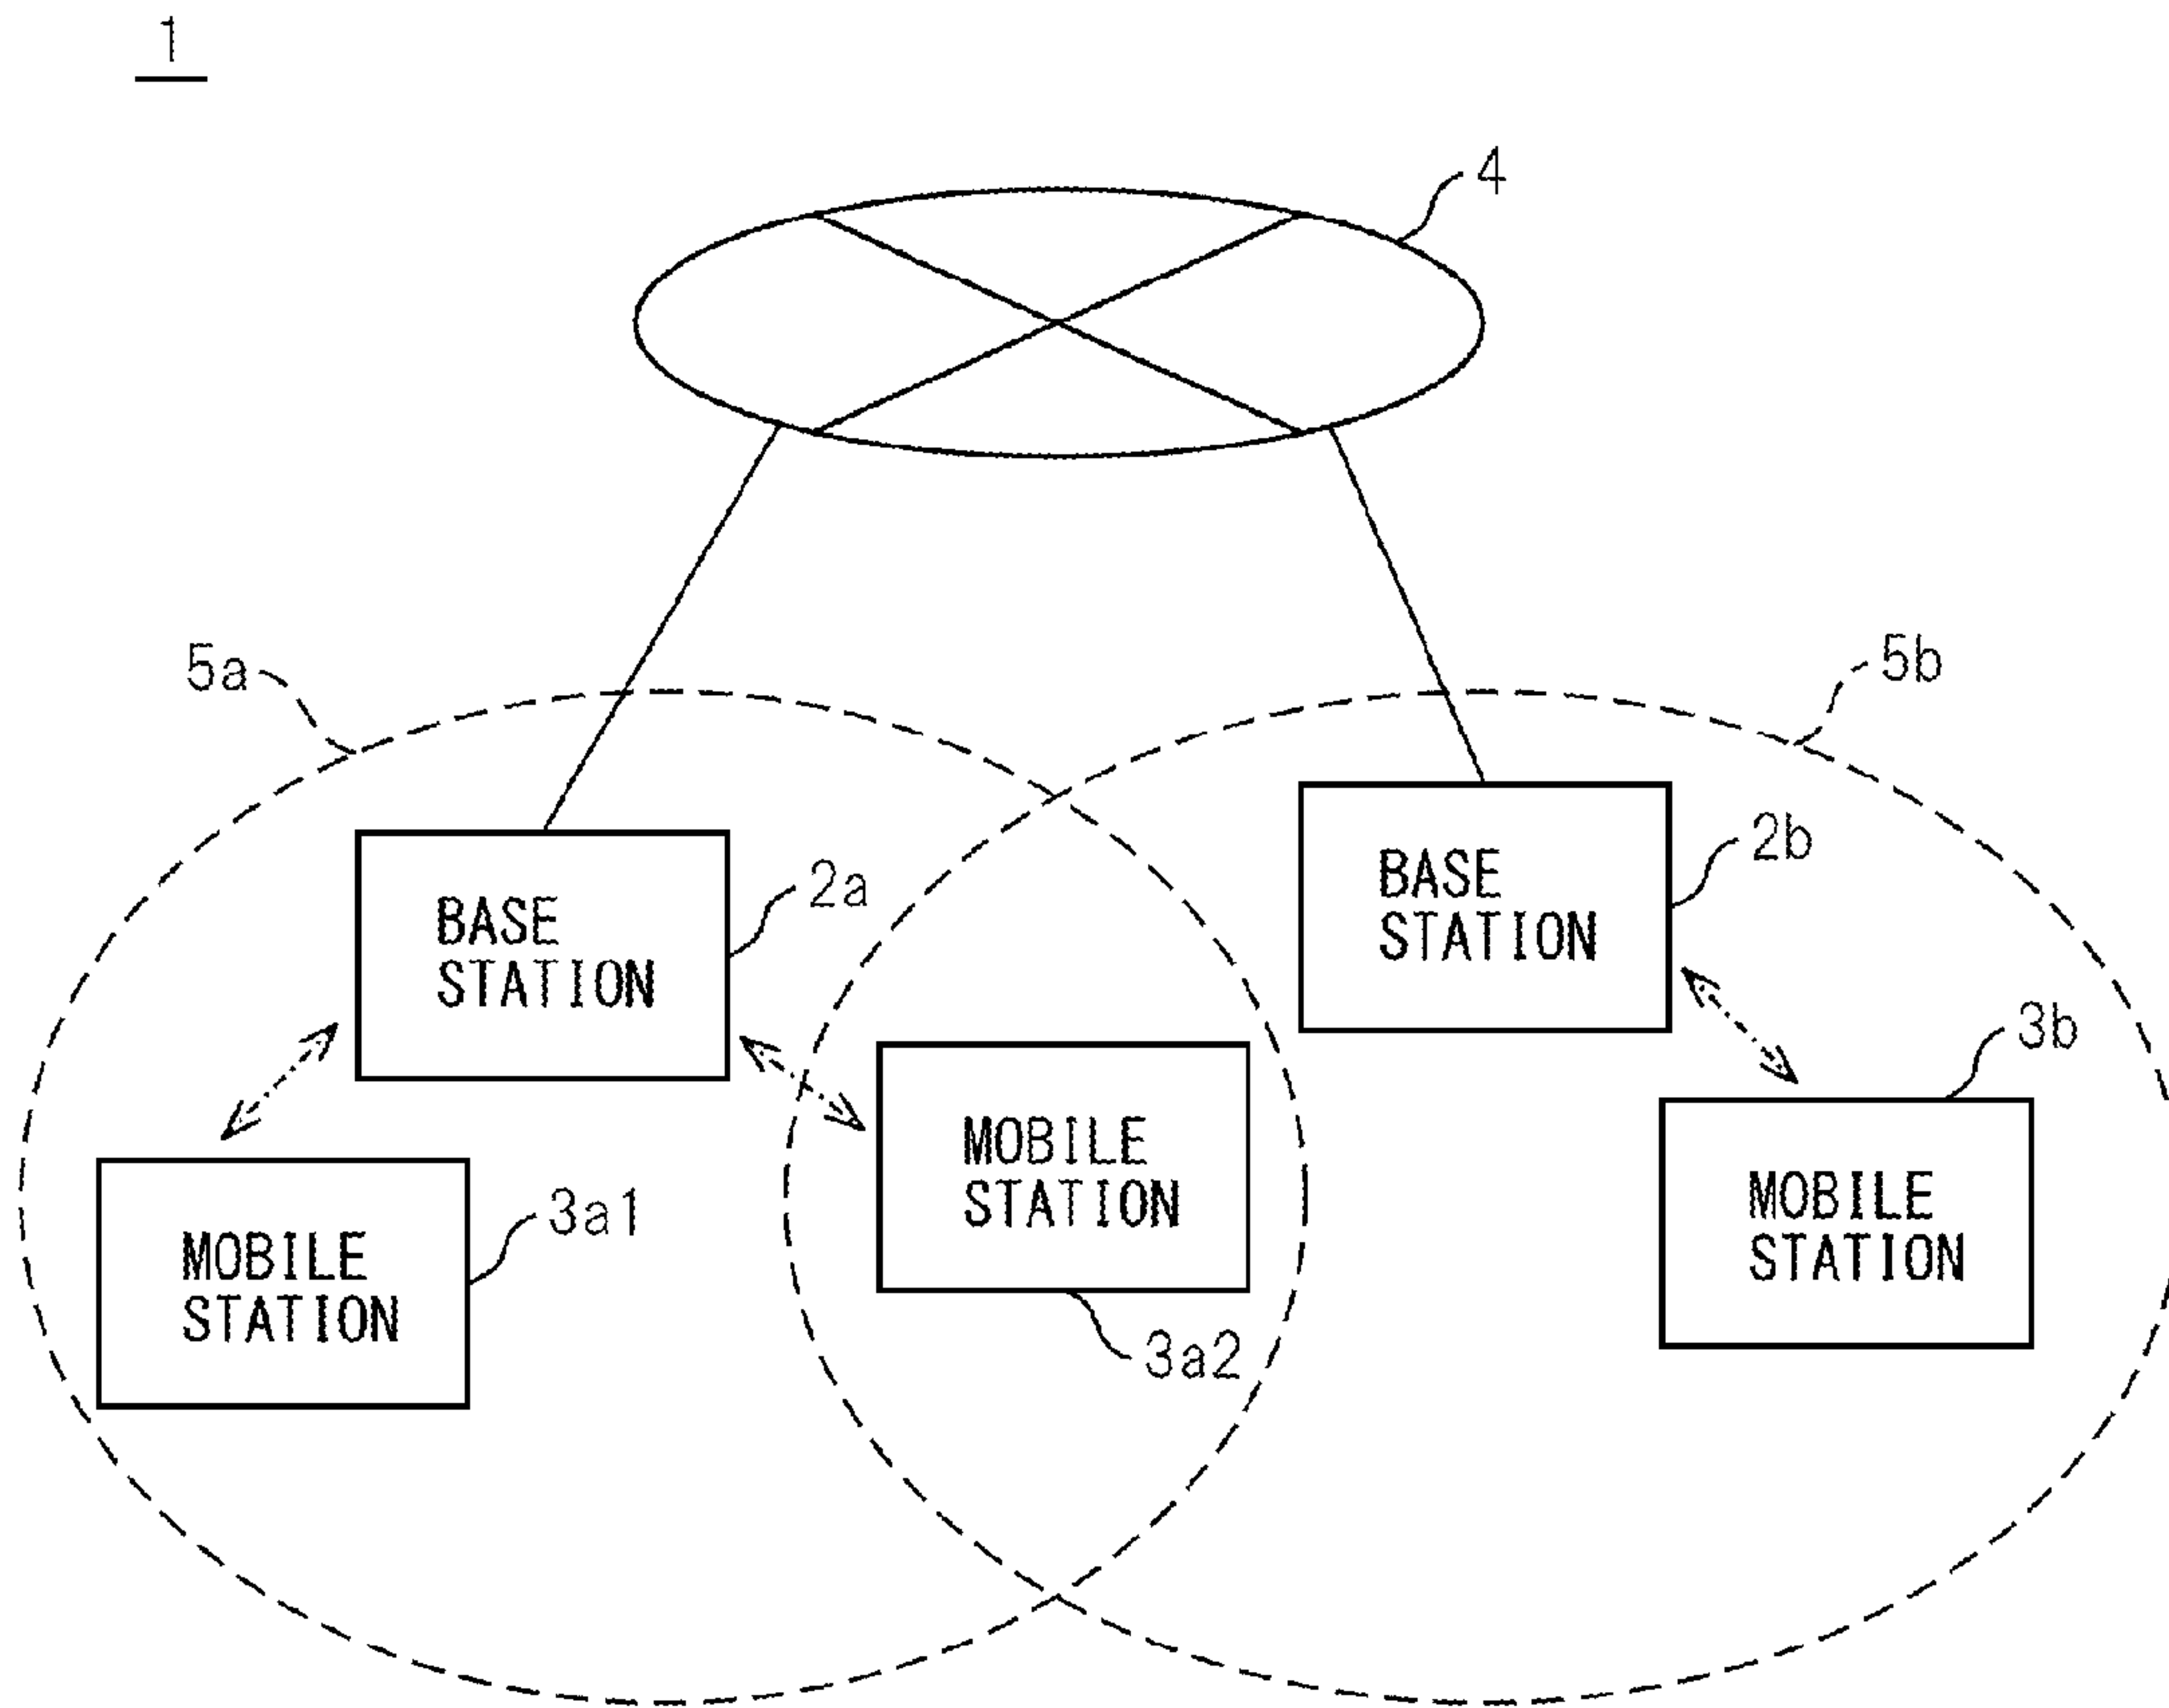 1
4
5a
5b
BASE
STATION
2a
BASE
STATION
2b
MOBILE
STATION
3a1
MOBILE
STATION
3a2
MOBILE
STATION
3b